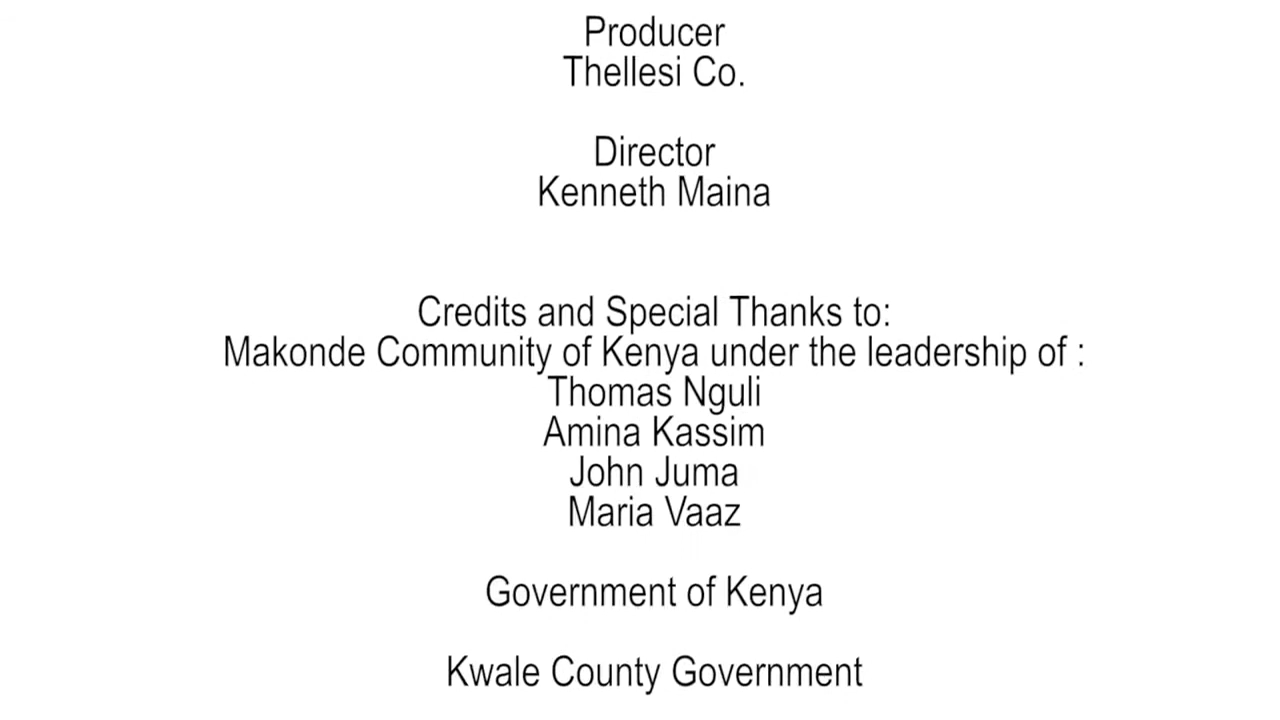 Producer
Thellesi Co.
Director
Kenneth Maina
Credits and Special Thanks to:
Makonde Community of Kenya under the leadership of :
Thomas Nguli
Amina Kassim
John Juma
Maria Vaaz
Government of Kenya
Kwale County Government